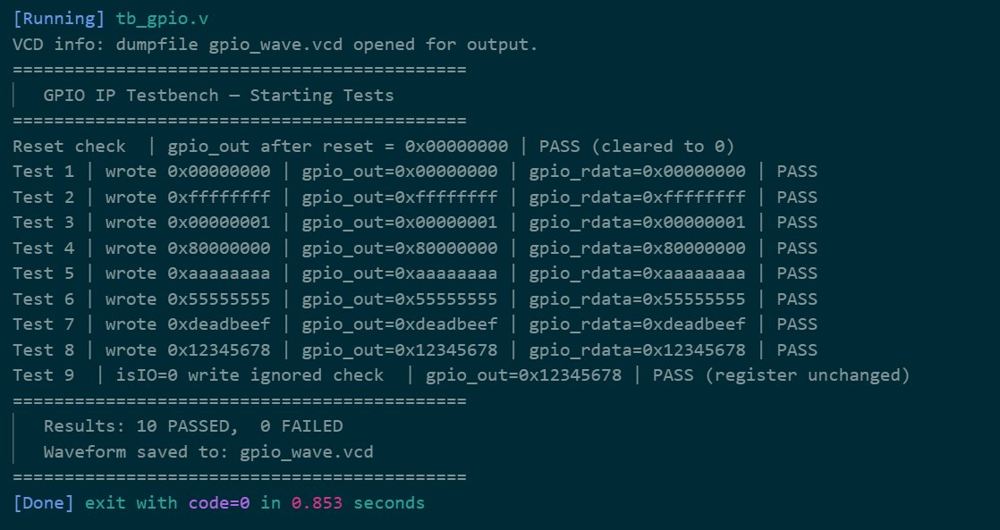 [Running] tb_gpio.v
VCD info: dumpfile gpio_wave.vcd opened for output.
============================================
|   GPIO IP Testbench — Starting Tests
============================================
Reset check  | gpio_out after reset = 0x00000000 | PASS (cleared to 0)
Test 1 | wrote 0x00000000 | gpio_out=0x00000000 | gpio_rdata=0x00000000 | PASS
Test 2 | wrote 0xffffffff | gpio_out=0xffffffff | gpio_rdata=0xffffffff | PASS
Test 3 | wrote 0x00000001 | gpio_out=0x00000001 | gpio_rdata=0x00000001 | PASS
Test 4 | wrote 0x80000000 | gpio_out=0x80000000 | gpio_rdata=0x80000000 | PASS
Test 5 | wrote 0xaaaaaaaa | gpio_out=0xaaaaaaaa | gpio_rdata=0xaaaaaaaa | PASS
Test 6 | wrote 0x55555555 | gpio_out=0x55555555 | gpio_rdata=0x55555555 | PASS
Test 7 | wrote 0xdeadbeef | gpio_out=0xdeadbeef | gpio_rdata=0xdeadbeef | PASS
Test 8 | wrote 0x12345678 | gpio_out=0x12345678 | gpio_rdata=0x12345678 | PASS
Test 9  | isIO=0 write ignored check  | gpio_out=0x12345678 | PASS (register unchanged)
============================================
|   Results: 10 PASSED,  0 FAILED
|   Waveform saved to: gpio_wave.vcd
============================================
[Done] exit with code=0 in 0.853 seconds